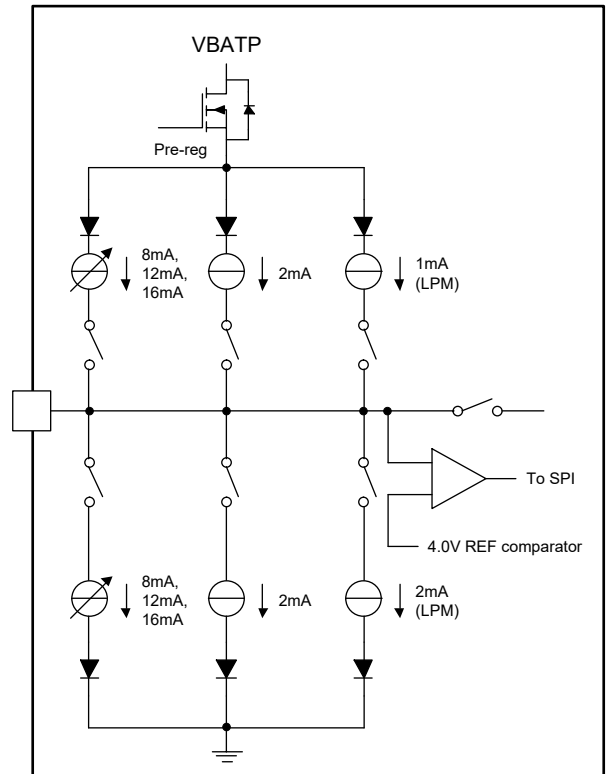 VBATP
Pre-reg
8mA,
12mA,
16mA
2mA
1mA
(LPM)
To SPI
4.0V REF comparator
8mA,
12mA,
16mA
2mA
2mA
(LPM)